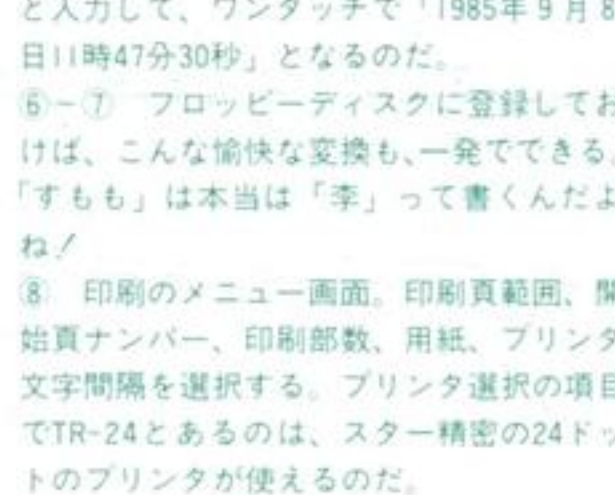 と入力して、ワンタッチで「1985年9月8
日11時47分30秒」となるのだ。
⑥-⑦ フロッピーディスクに登録してお
けば、こんな愉快な変換も、一発でできる。
「すもも」は本当は「李」って書くんだよ
ね！
⑧ 印刷のメニュー画面。印刷頁範囲、開
始頁ナンバー、印刷部数、用紙、プリンタ
文字間隔を選択する。プリンタ選択の項目
でTR-24とあるのは、スター精密の24ドッ
トのプリンタが使えるのだ。